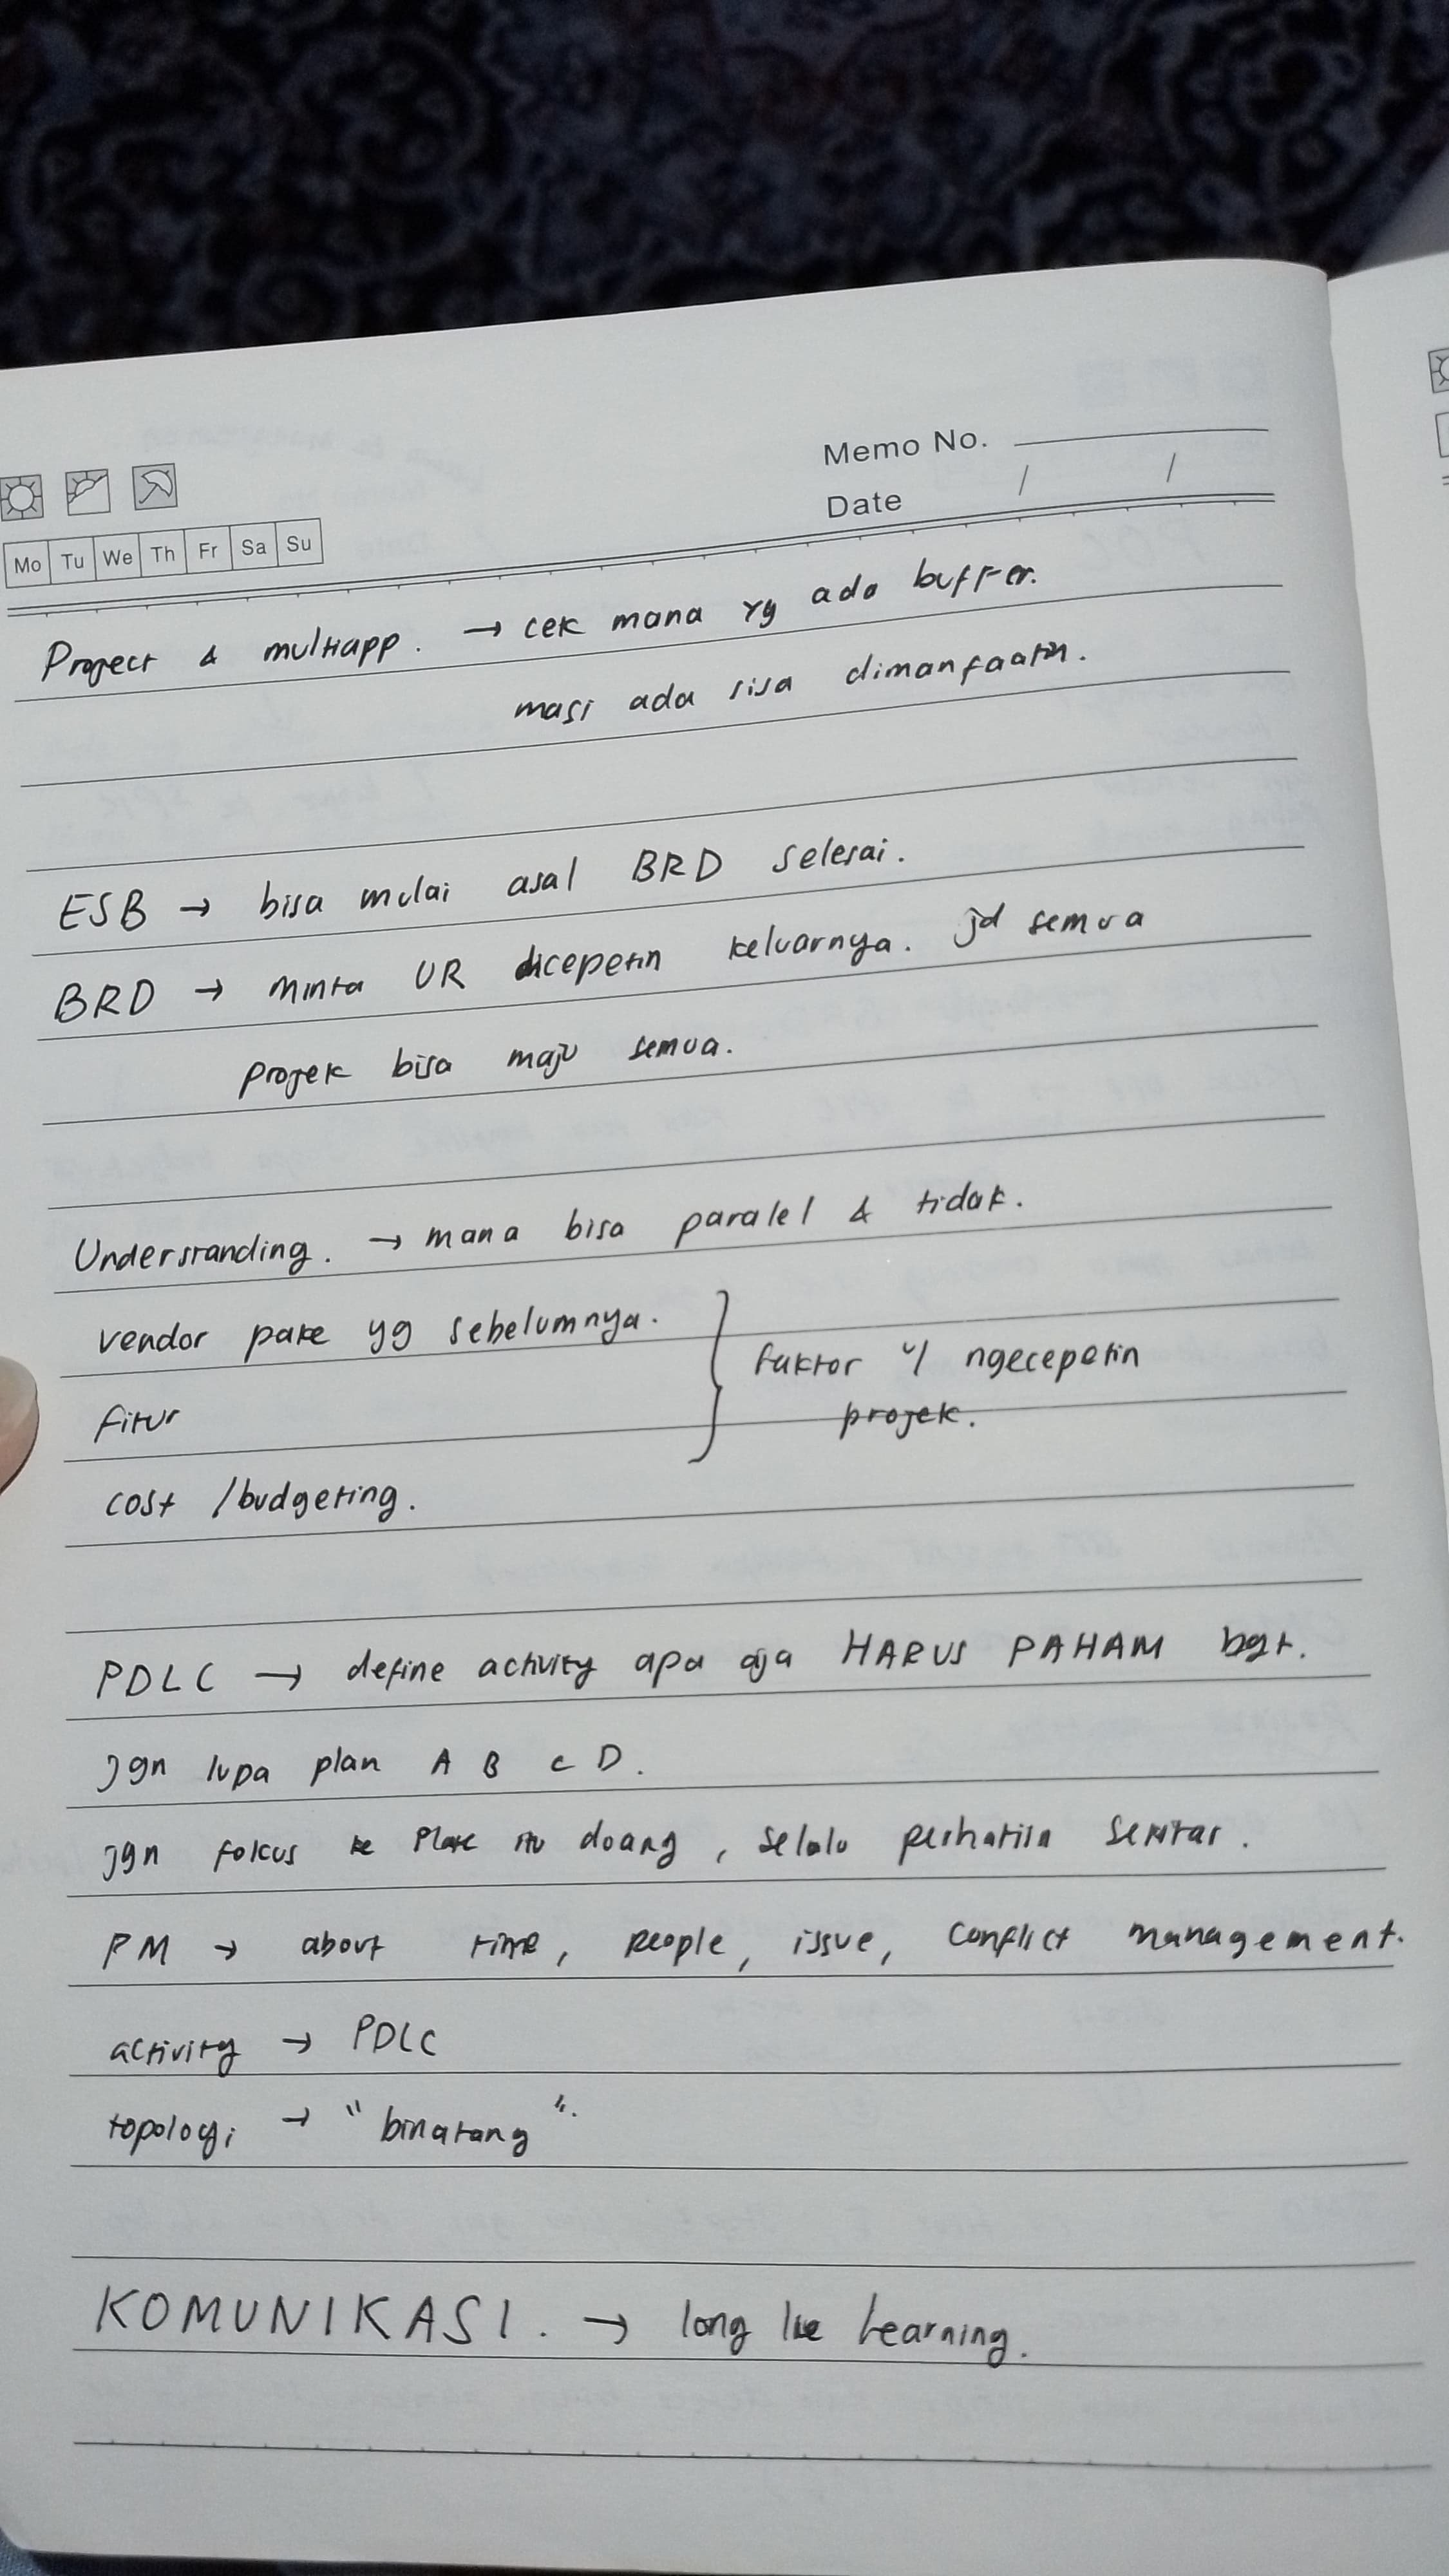 Memo No.
Date / /
Mo Tu We Th Fr Sa Su
Project & multiapp. → cek mana yg ada buffer.
masi ada sisa dimanfaatin.
ESB → bisa mulai asal BRD selesai.
BRD → minta UR dicepetin keluarnya. jd semua
projek bisa maju semua.
Understanding. → mana bisa paralel & tidak.
vendor pake yg sebelumnya.
fitur
faktor u/ ngecepetin
projek.
cost / budgeting.
PDLC → define activity apa aja HARUS PAHAM bgt.
jgn lupa plan A B C D.
jgn fokus ke itu doang, selalu perhatiin sekitar.
PM → about time, people, issue, conflict management.
activity → PDLC
topologi → "binatang".
KOMUNIKASI. → long learning.